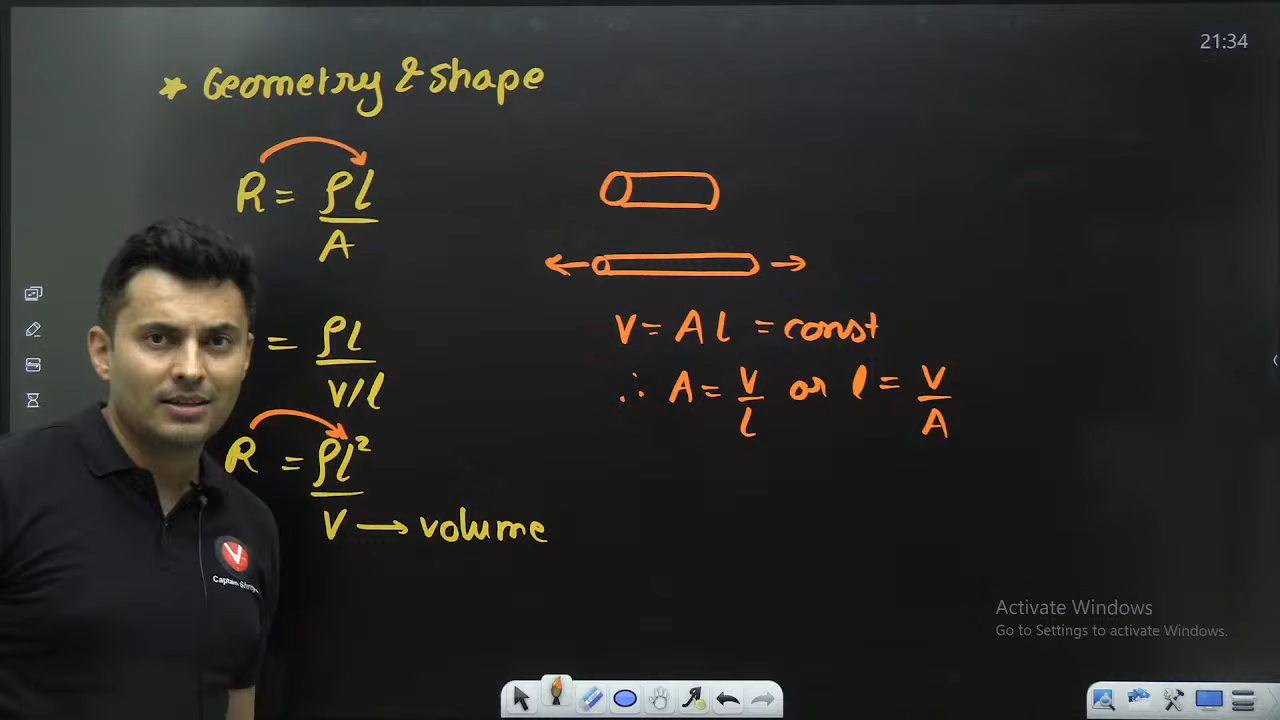 21:34
* Geometry & Shape
R = ρl
A
V = Al = const
= ρl
V/l
∴ A = V/l or l = V/A
R = ρl²
V → volume
V
Activate Windows
Go to Settings to activate Windows.